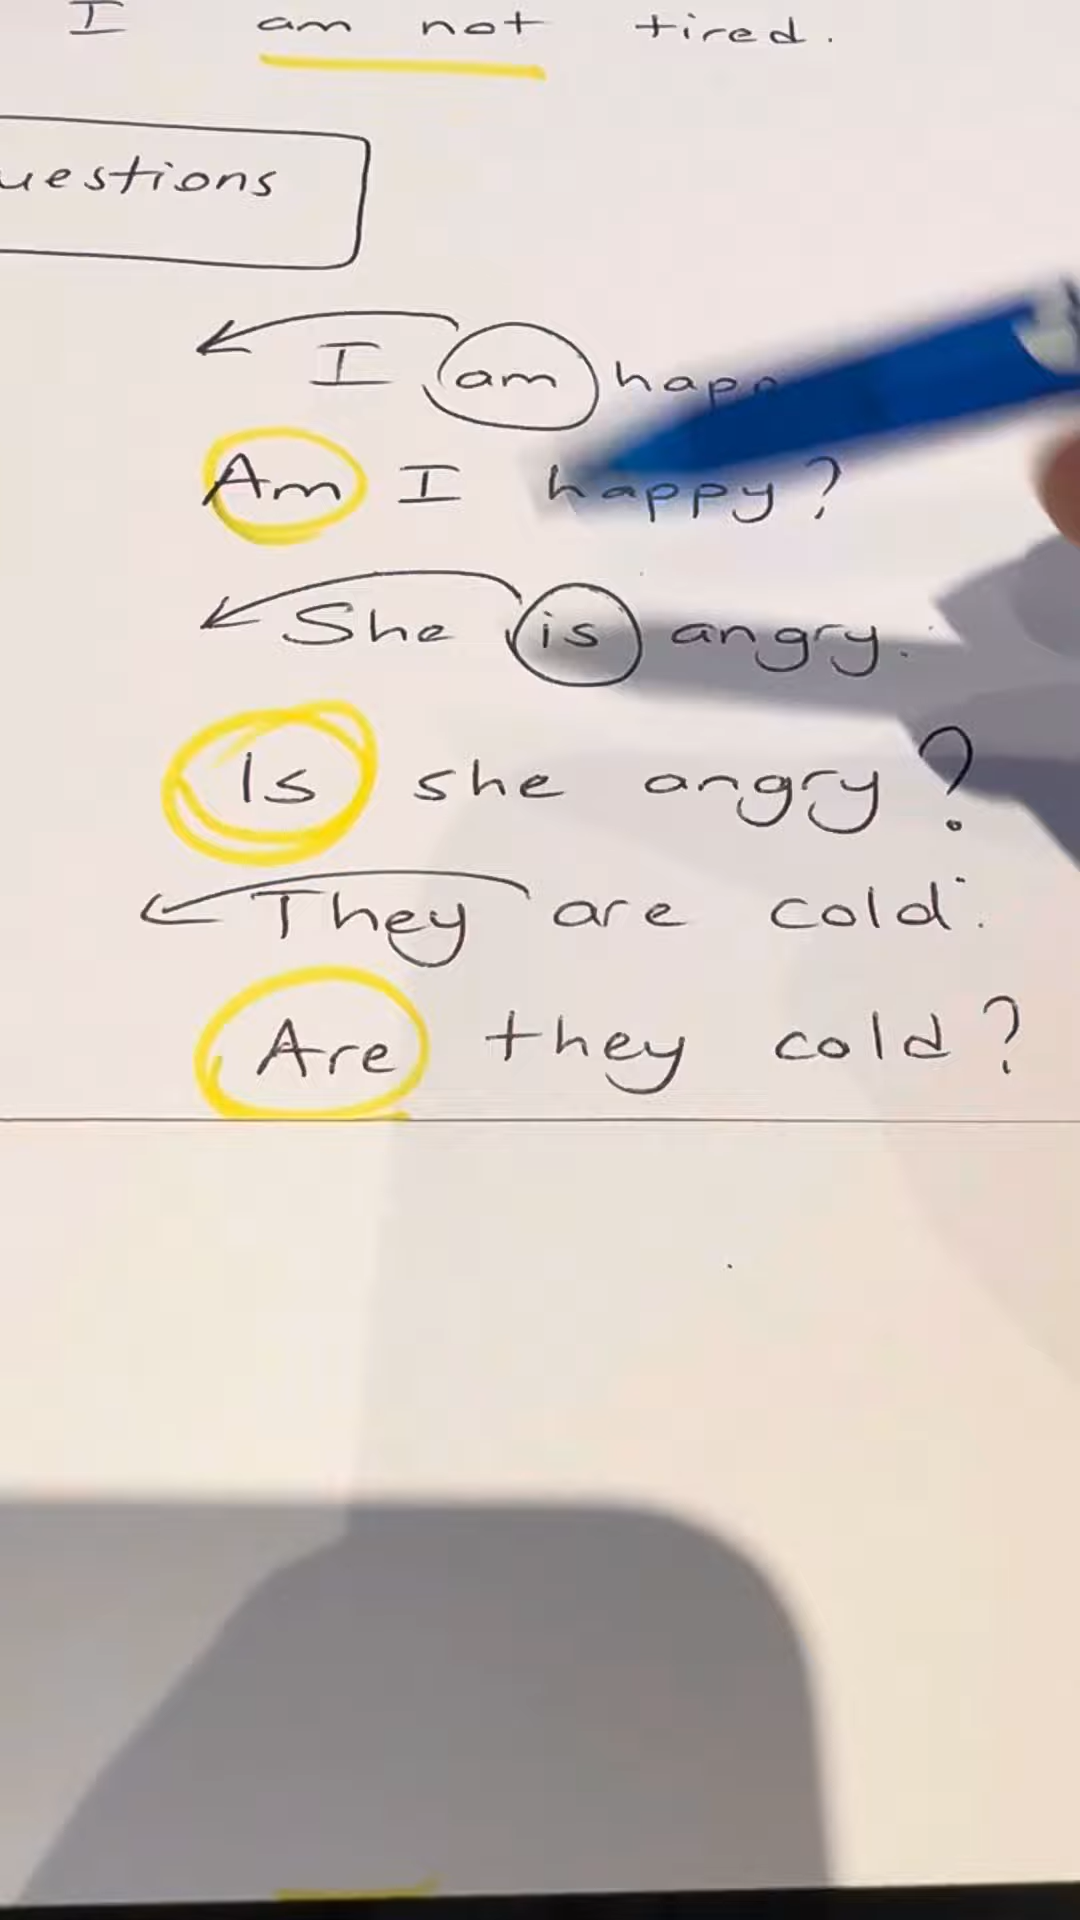 I am not tired.
uestions
I am happ
Am I happy?
She is angry.
Is she angry?
They are cold.
Are they cold?